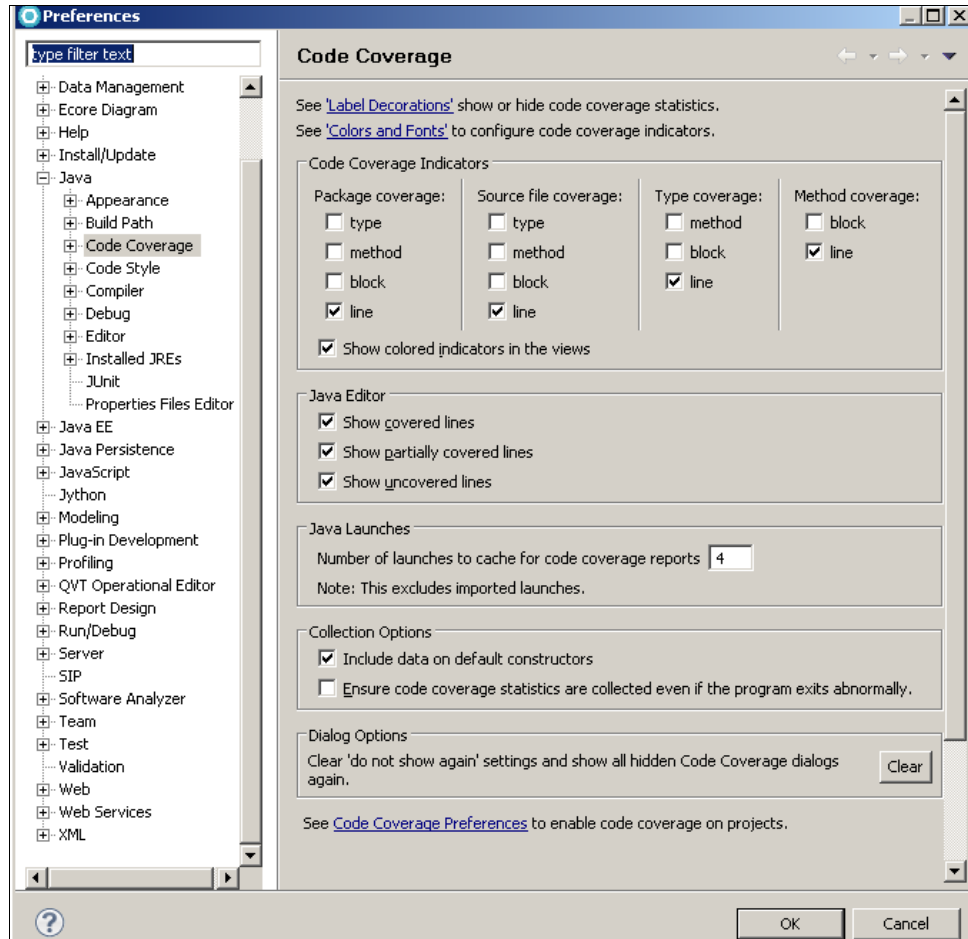 Preferences
type filter text
Data Management
Ecore Diagram
Help
Install/Update
Java
Appearance
Build Path
Code Coverage
Code Style
Compiler
Debug
Editor
Installed JREs
JUnit
Properties Files Editor
Java EE
Java Persistence
JavaScript
Jython
Modeling
Plug-in Development
Profiling
QVT Operational Editor
Report Design
Run/Debug
Server
SIP
Software Analyzer
Team
Test
Validation
Web
Web Services
XML
Code Coverage
See 'Label Decorations' show or hide code coverage statistics.
See 'Colors and Fonts' to configure code coverage indicators.
Code Coverage Indicators
Package coverage:
type
method
block
line
Source file coverage:
type
method
block
line
Type coverage:
method
block
line
Method coverage:
block
line
Show colored indicators in the views
Java Editor
Show covered lines
Show partially covered lines
Show uncovered lines
Java Launches
Number of launches to cache for code coverage reports 4
Note: This excludes imported launches.
Collection Options
Include data on default constructors
Ensure code coverage statistics are collected even if the program exits abnormally.
Dialog Options
Clear 'do not show again' settings and show all hidden Code Coverage dialogs
again.
Clear
See Code Coverage Preferences to enable code coverage on projects.
?
OK
Cancel